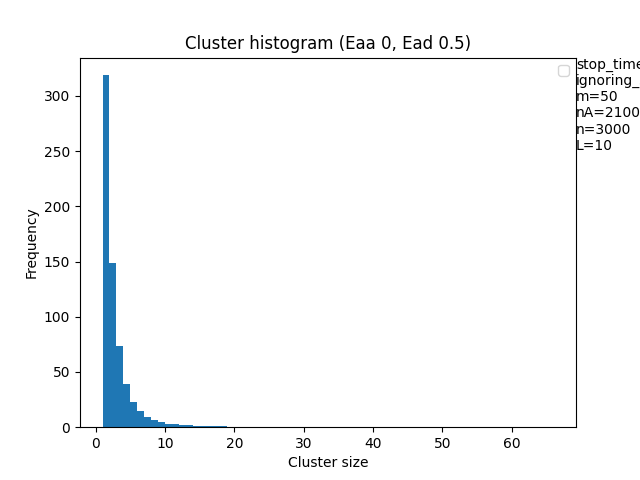 Cluster histogram (Eaa 0, Ead 0.5)
stop_time
ignoring_
m=50
nA=2100
n=3000
L=10
300
250
200
150
100
50
0
Frequency
0 10 20 30 40 50 60
Cluster size